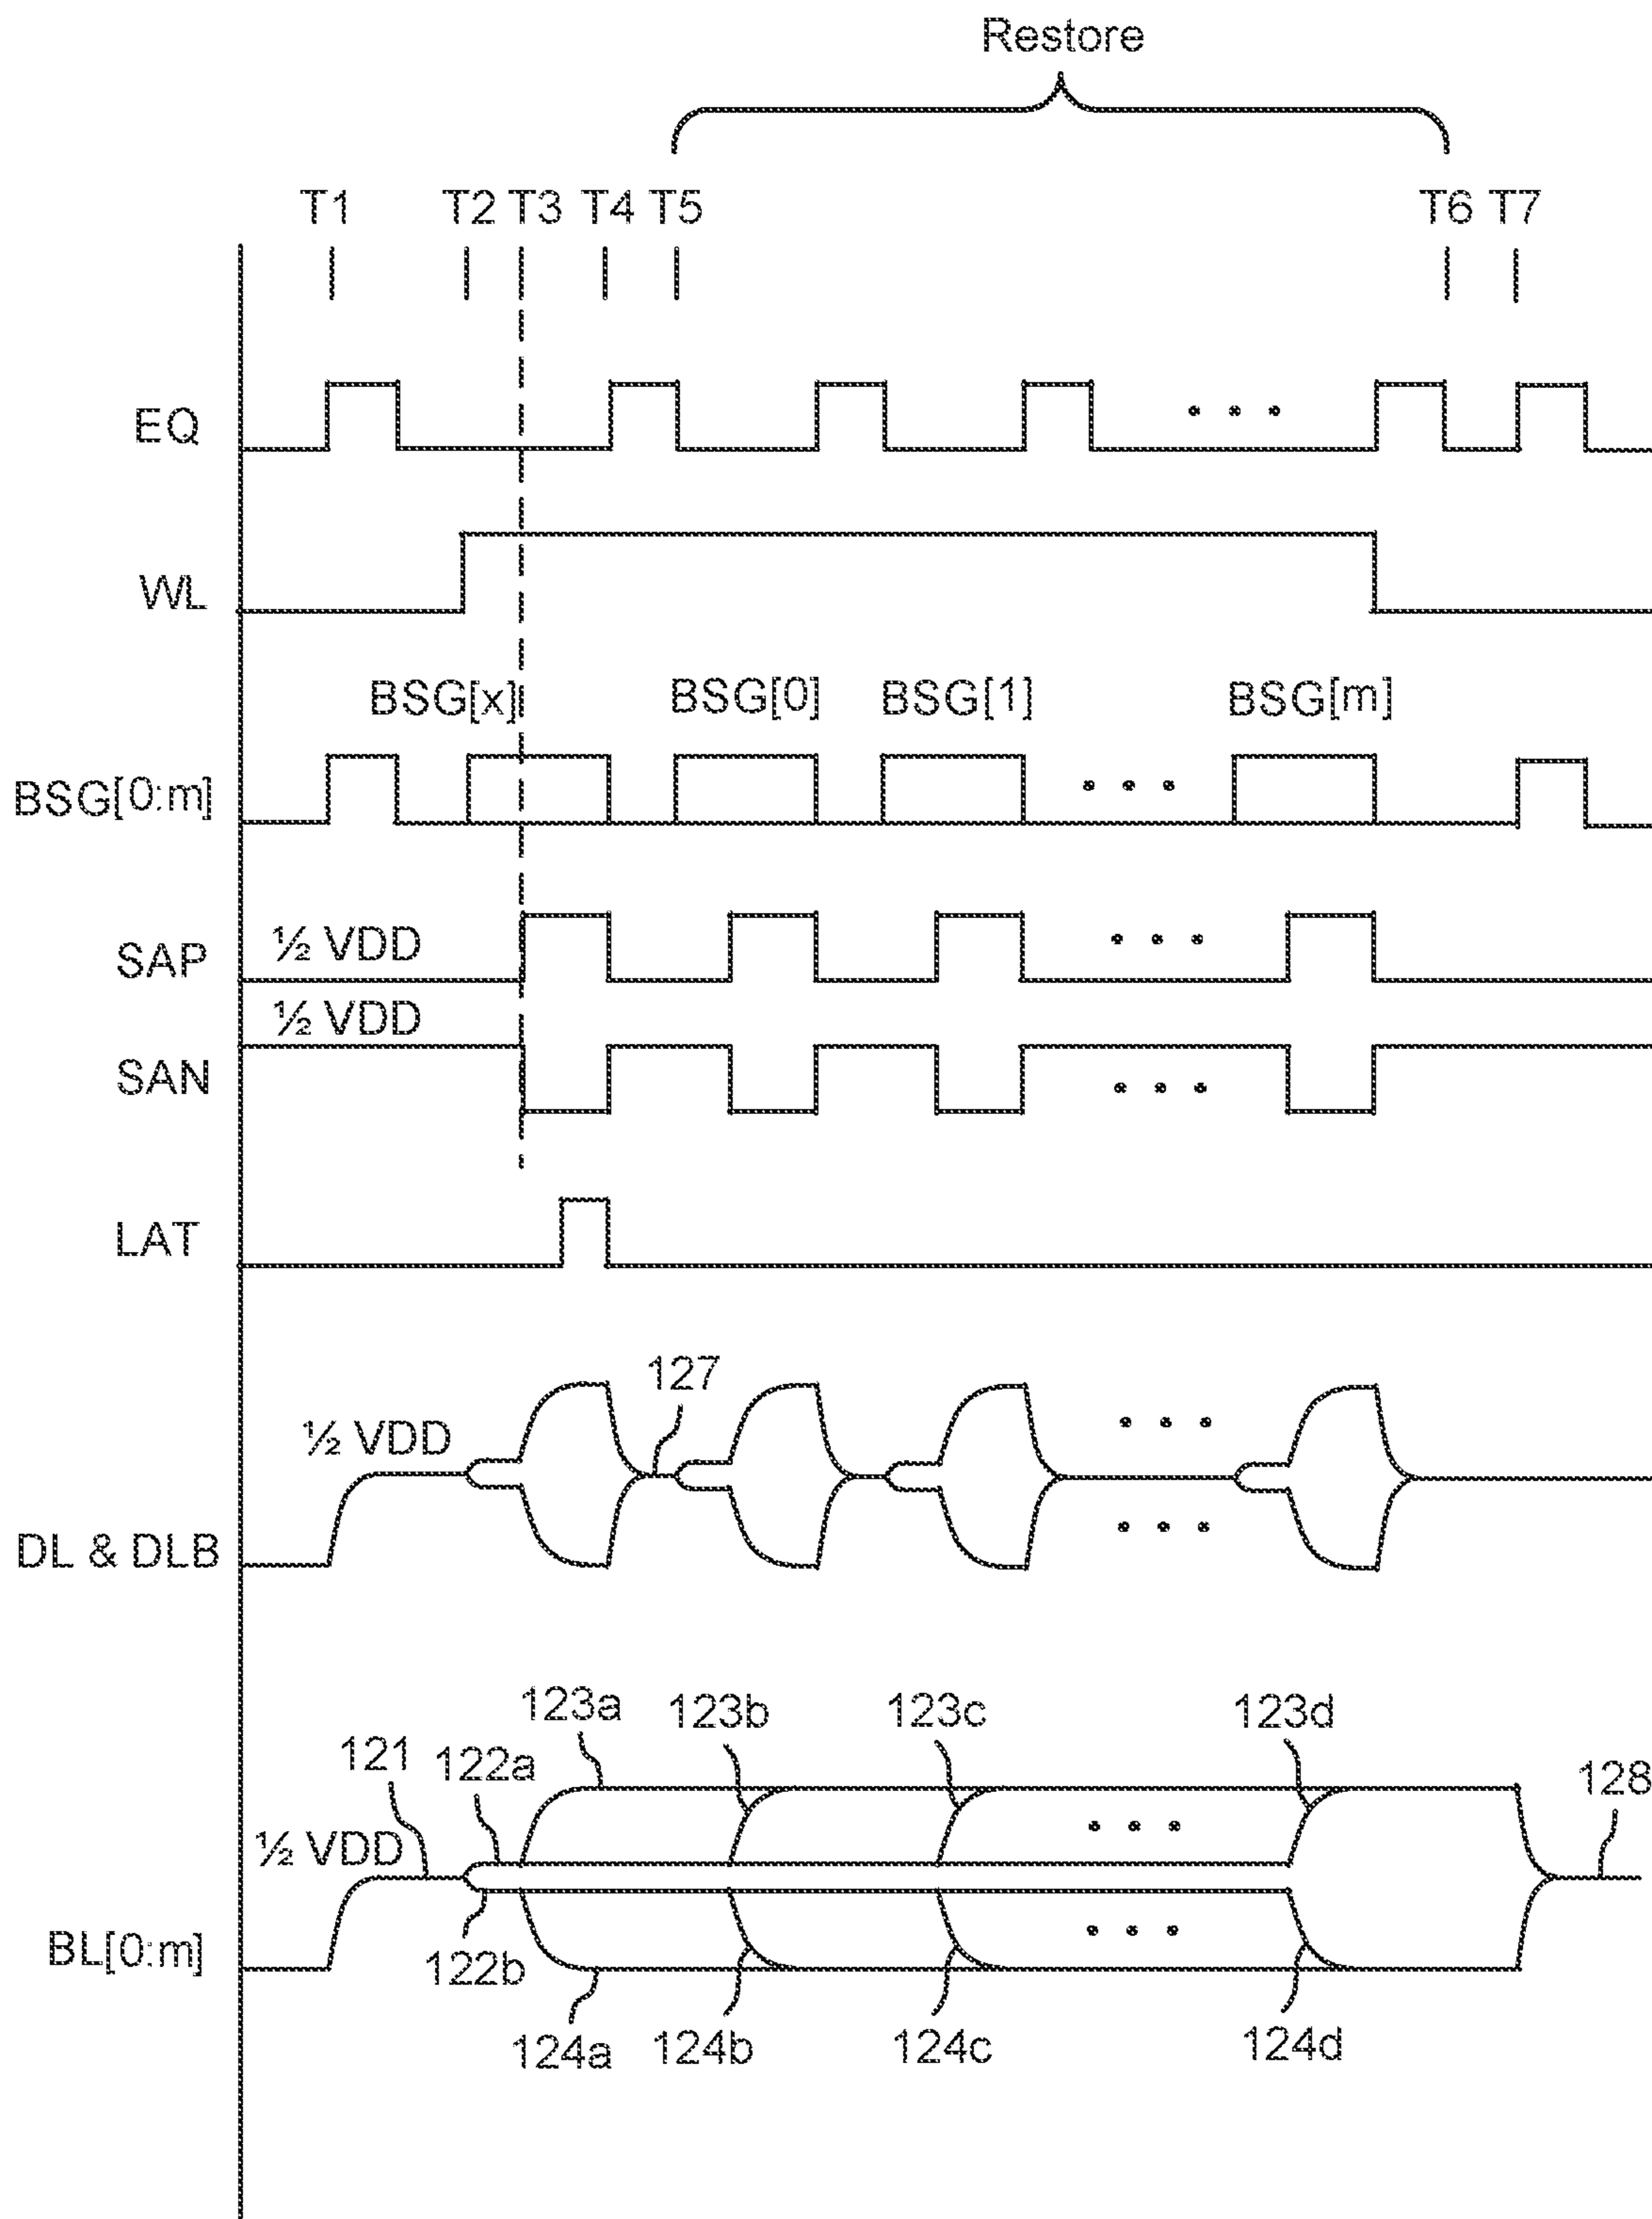 Restore
T1 T2 T3 T4 T5 T6 T7
EQ
WL
BSG[x] BSG[0] BSG[1] BSG[m]
BSG[0:m]
½ VDD
SAP
½ VDD
SAN
LAT
127
½ VDD
DL & DLB
123a 123b 123c 123d
121 122a 128
½ VDD
BL[0:m] 122b
124a 124b 124c 124d